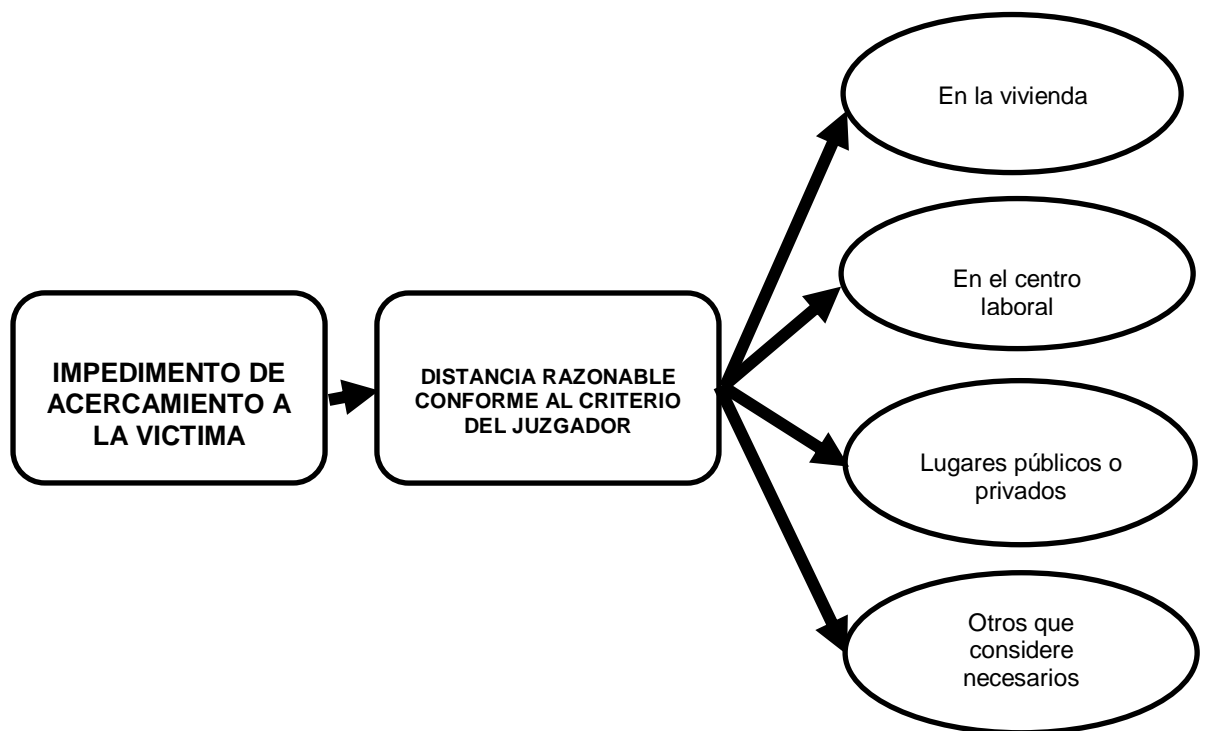 IMPEDIMENTO DE
ACERCAMIENTO A
LA VICTIMA
DISTANCIA RAZONABLE
CONFORME AL CRITERIO
DEL JUZGADOR
En la vivienda
En el centro
laboral
Lugares públicos o
privados
Otros que
considere
necesarios